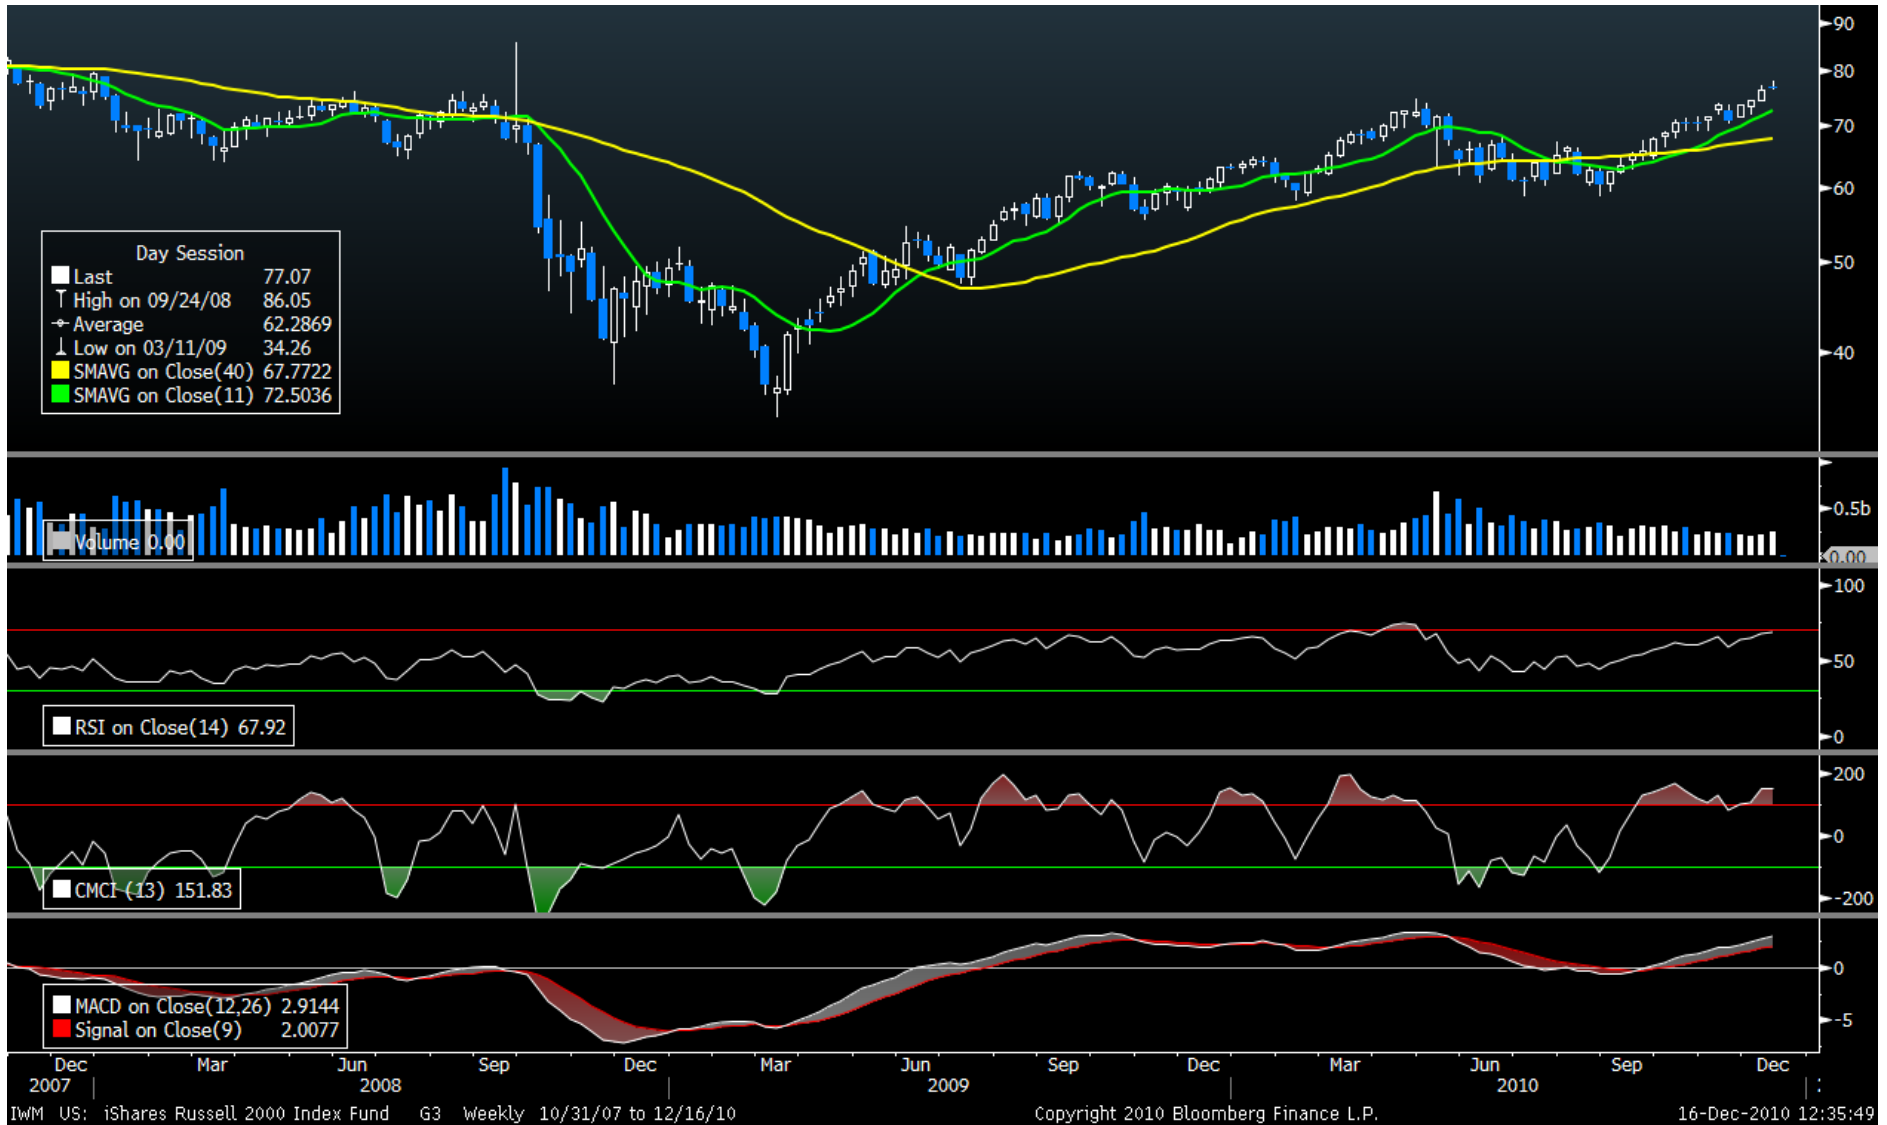 90
80
70
60
50
40
Day Session
Last 77.07
High on 09/24/08 86.05
Average 62.2869
Low on 03/11/09 34.26
SMAVG on Close(40) 67.7722
SMAVG on Close(11) 72.5036
0.5b
Volume 0.00
0.00
100
50
0
RSI on Close(14) 67.92
200
0
-200
CMCI (13) 151.83
0
-5
MACD on Close(12,26) 2.9144
Signal on Close(9) 2.0077
Dec Mar Jun Sep Dec Mar Jun Sep Dec Mar Jun Sep Dec
2007 2008 2009 2010
IWM US: iShares Russell 2000 Index Fund G3 Weekly 10/31/07 to 12/16/10 Copyright 2010 Bloomberg Finance L.P. 16-Dec-2010 12:35:49